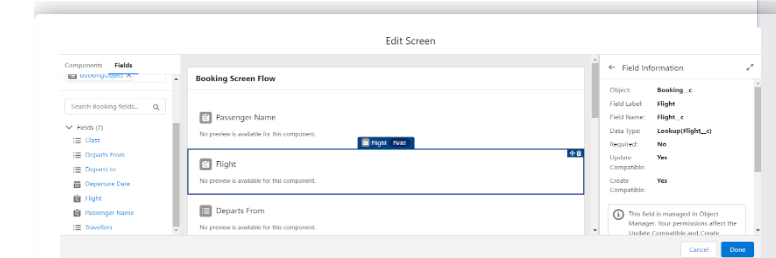 Edit Screen
Components Fields
BookingObject X
Search Booking fields...
Fields (7)
Class
Departs From
Departs to
Departure Date
Flight
Passenger Name
Travellers
Booking Screen Flow
Passenger Name
No preview is available for this component.
Flight Field
Flight
No preview is available for this component.
Departs From
No preview is available for this component.
Field Information
Object: Booking__c
Field Label: Flight
Field Name: Flight__c
Data Type: Lookup(Flight__c)
Required: No
Update Yes
Compatible:
Create Yes
Compatible:
This field is managed in Object
Manager. Your permissions affect the
Update Compatible and Create
Cancel Done